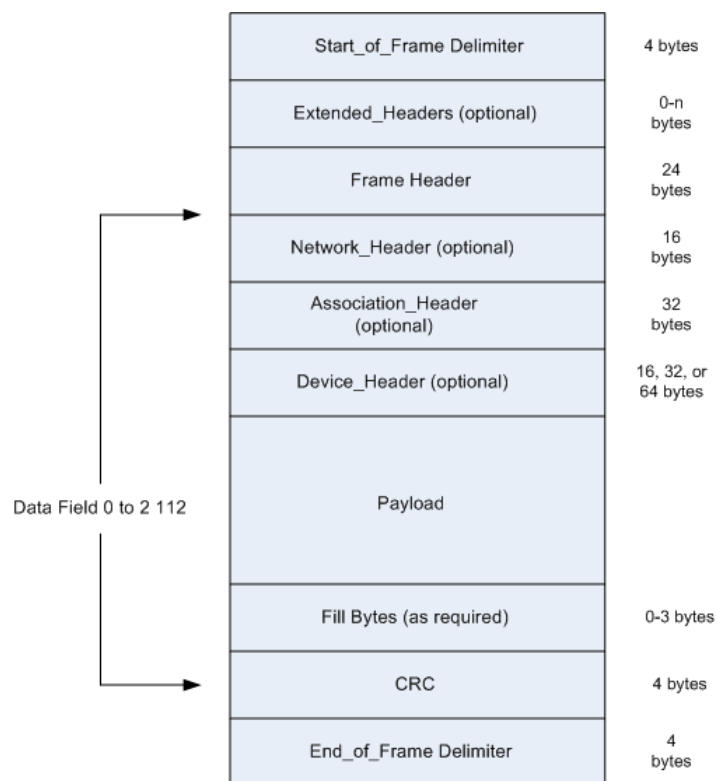 Start_of_Frame Delimiter
4 bytes
Extended_Headers (optional)
0-n
bytes
Frame Header
24
bytes
Network_Header (optional)
16
bytes
Association_Header
(optional)
32
bytes
Device_Header (optional)
16, 32, or
64 bytes
Data Field 0 to 2 112
Payload
Fill Bytes (as required)
0-3 bytes
CRC
4 bytes
End_of_Frame Delimiter
4
bytes